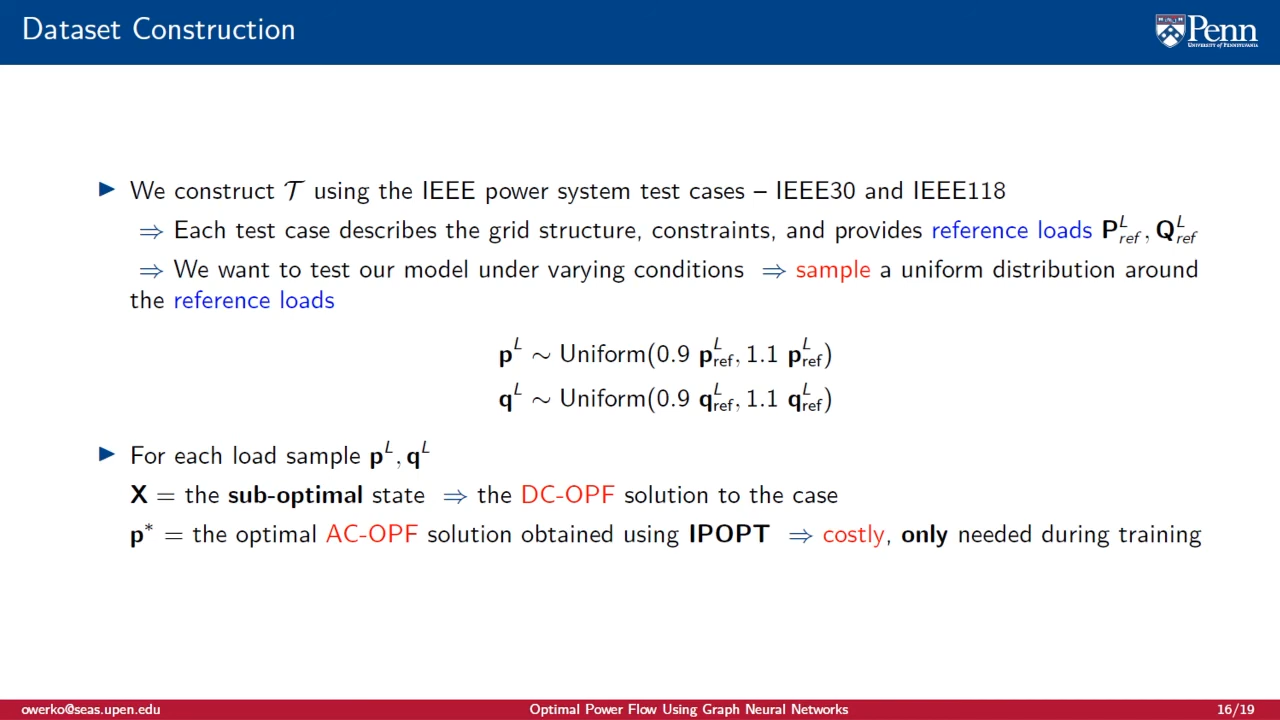 Dataset Construction
Penn
UNIVERSITY OF PENNSYLVANIA
▶ We construct 𝒯 using the IEEE power system test cases – IEEE30 and IEEE118
⇒ Each test case describes the grid structure, constraints, and provides reference loads P^L_ref, Q^L_ref
⇒ We want to test our model under varying conditions ⇒ sample a uniform distribution around
the reference loads
p^L ∼ Uniform(0.9 p^L_ref, 1.1 p^L_ref)
q^L ∼ Uniform(0.9 q^L_ref, 1.1 q^L_ref)
▶ For each load sample p^L, q^L
X = the sub-optimal state ⇒ the DC-OPF solution to the case
p* = the optimal AC-OPF solution obtained using IPOPT ⇒ costly, only needed during training
owerko@seas.upen.edu
Optimal Power Flow Using Graph Neural Networks
16/19